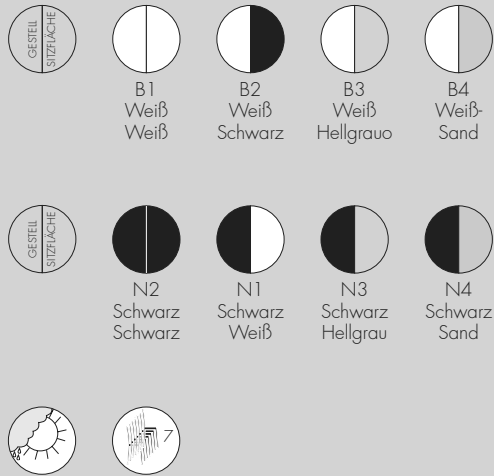 GESTELL
SITZFLÄCHE
B1
Weiß
Weiß
B2
Weiß
Schwarz
B3
Weiß
Hellgrauo
B4
Weiß-
Sand
GESTELL
SITZFLÄCHE
N2
Schwarz
Schwarz
N1
Schwarz
Weiß
N3
Schwarz
Hellgrau
N4
Schwarz
Sand
7